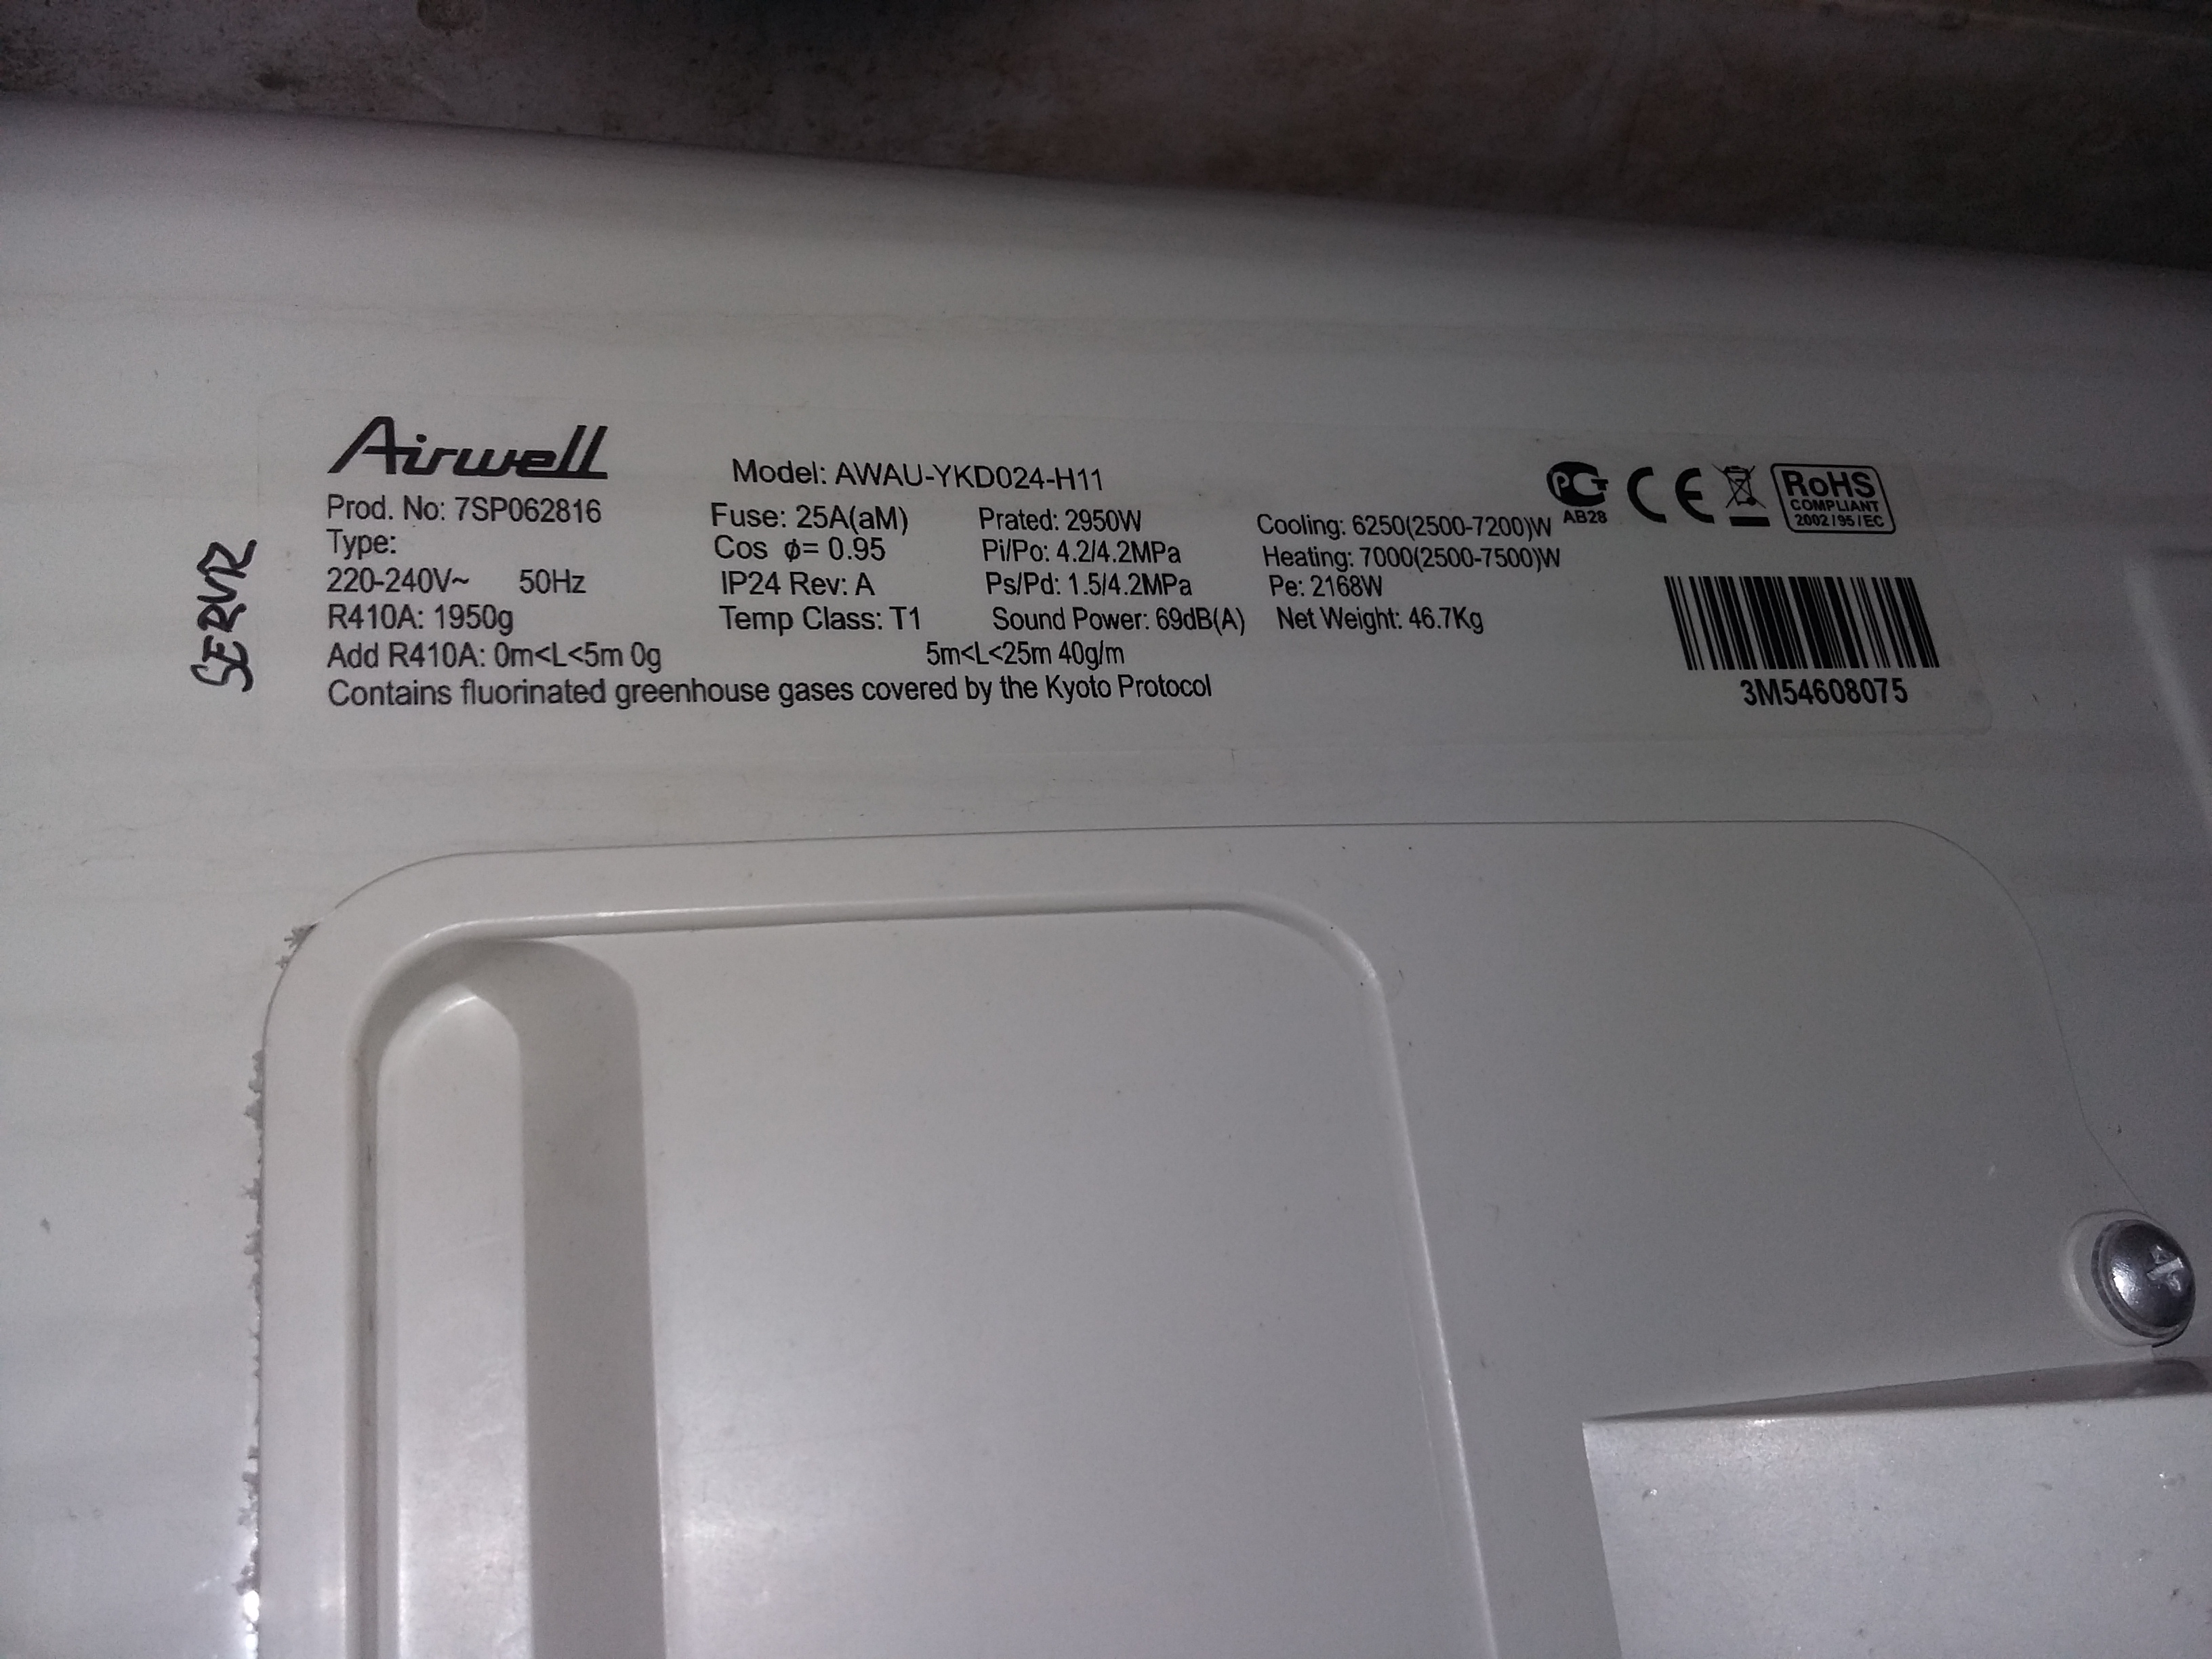 Airwell
Model: AWAU-YKD024-H11
Prod. No: 7SP062816
Fuse: 25A(aM)
Prated: 2950W
Cooling: 6250(2500-7200)W
Type:
Cos ϕ= 0.95
Pi/Po: 4.2/4.2MPa
Heating: 7000(2500-7500)W
220-240V~ 50Hz
IP24 Rev: A
Ps/Pd: 1.5/4.2MPa
Pe: 2168W
R410A: 1950g
Temp Class: T1
Sound Power: 69dB(A)
Net Weight: 46.7Kg
Add R410A: 0m<L<5m 0g 5m<L<25m 40g/m
Contains fluorinated greenhouse gases covered by the Kyoto Protocol
PCT
AB28
CE
RoHS
COMPLIANT
2002/95/EC
3M54608075
SERVR